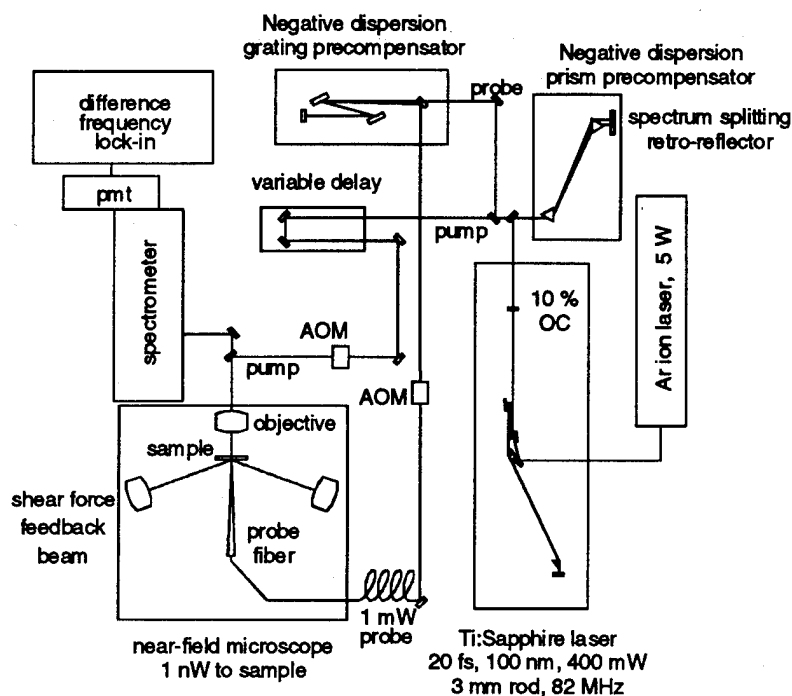 Negative dispersion
grating precompensator
Negative dispersion
prism precompensator
difference
frequency
lock-in
probe
spectrum splitting
retro-reflector
pmt
variable delay
pump
spectrometer
10 %
OC
Ar ion laser, 5 W
AOM
pump
AOM
objective
sample
shear force
feedback
beam
probe
fiber
1 mW
probe
near-field microscope
1 nW to sample
Ti:Sapphire laser
20 fs, 100 nm, 400 mW
3 mm rod, 82 MHz